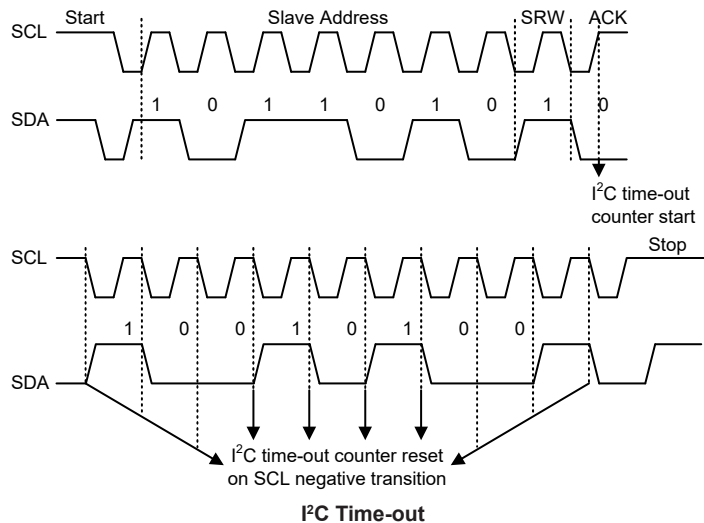 Start Slave Address SRW ACK
SCL
1 0 1 1 0 1 0 1 0
SDA
I²C time-out
counter start
Stop
SCL
1 0 0 1 0 1 0 0
SDA
I²C time-out counter reset
on SCL negative transition
I²C Time-out